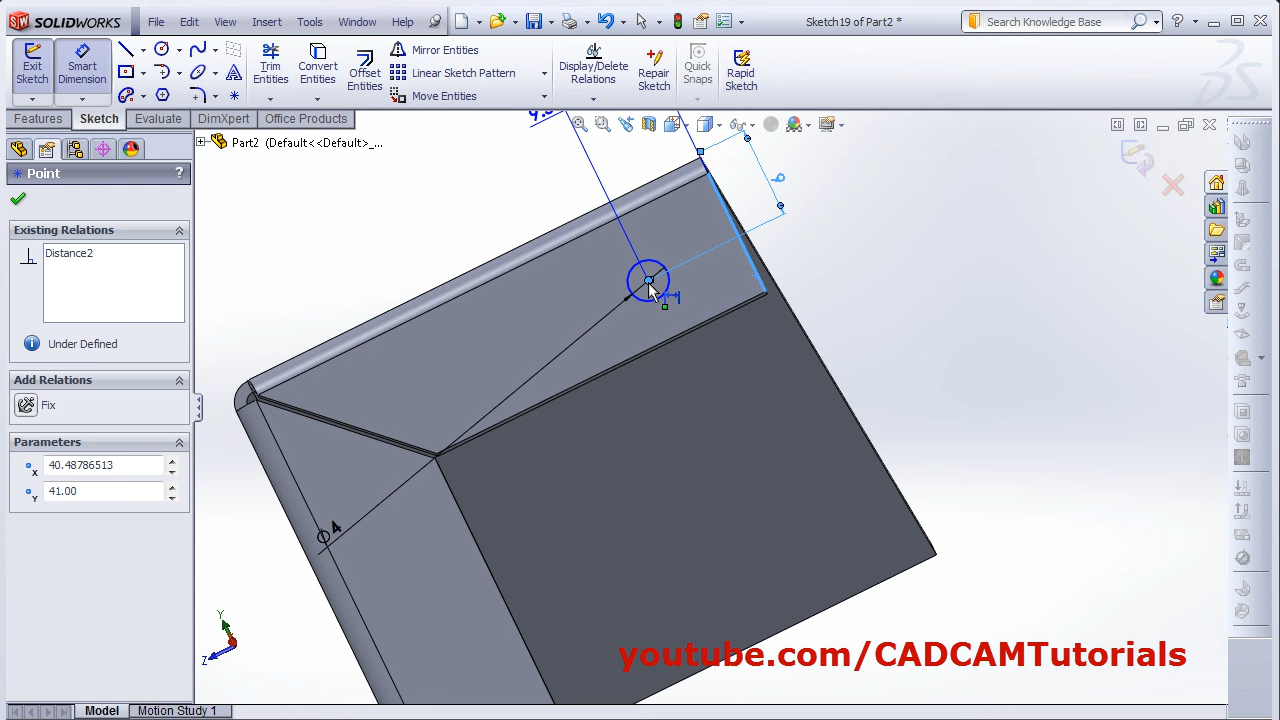 SOLIDWORKS File Edit View Insert Tools Window Help Sketch19 of Part2 * Search Knowledge Base
Exit Sketch
Smart Dimension
Trim Entities
Convert Entities
Offset Entities
Mirror Entities
Linear Sketch Pattern
Move Entities
Display/Delete Relations
Repair Sketch
Quick Snaps
Rapid Sketch
Features Sketch Evaluate DimXpert Office Products
Part2 (Default<<Default>_...
Point ?
Existing Relations
Distance2
Under Defined
Add Relations
Fix
Parameters
X 40.48786513
Y 41.00
9
Φ4
Y
Z
youtube.com/CADCAMTutorials
Model Motion Study 1